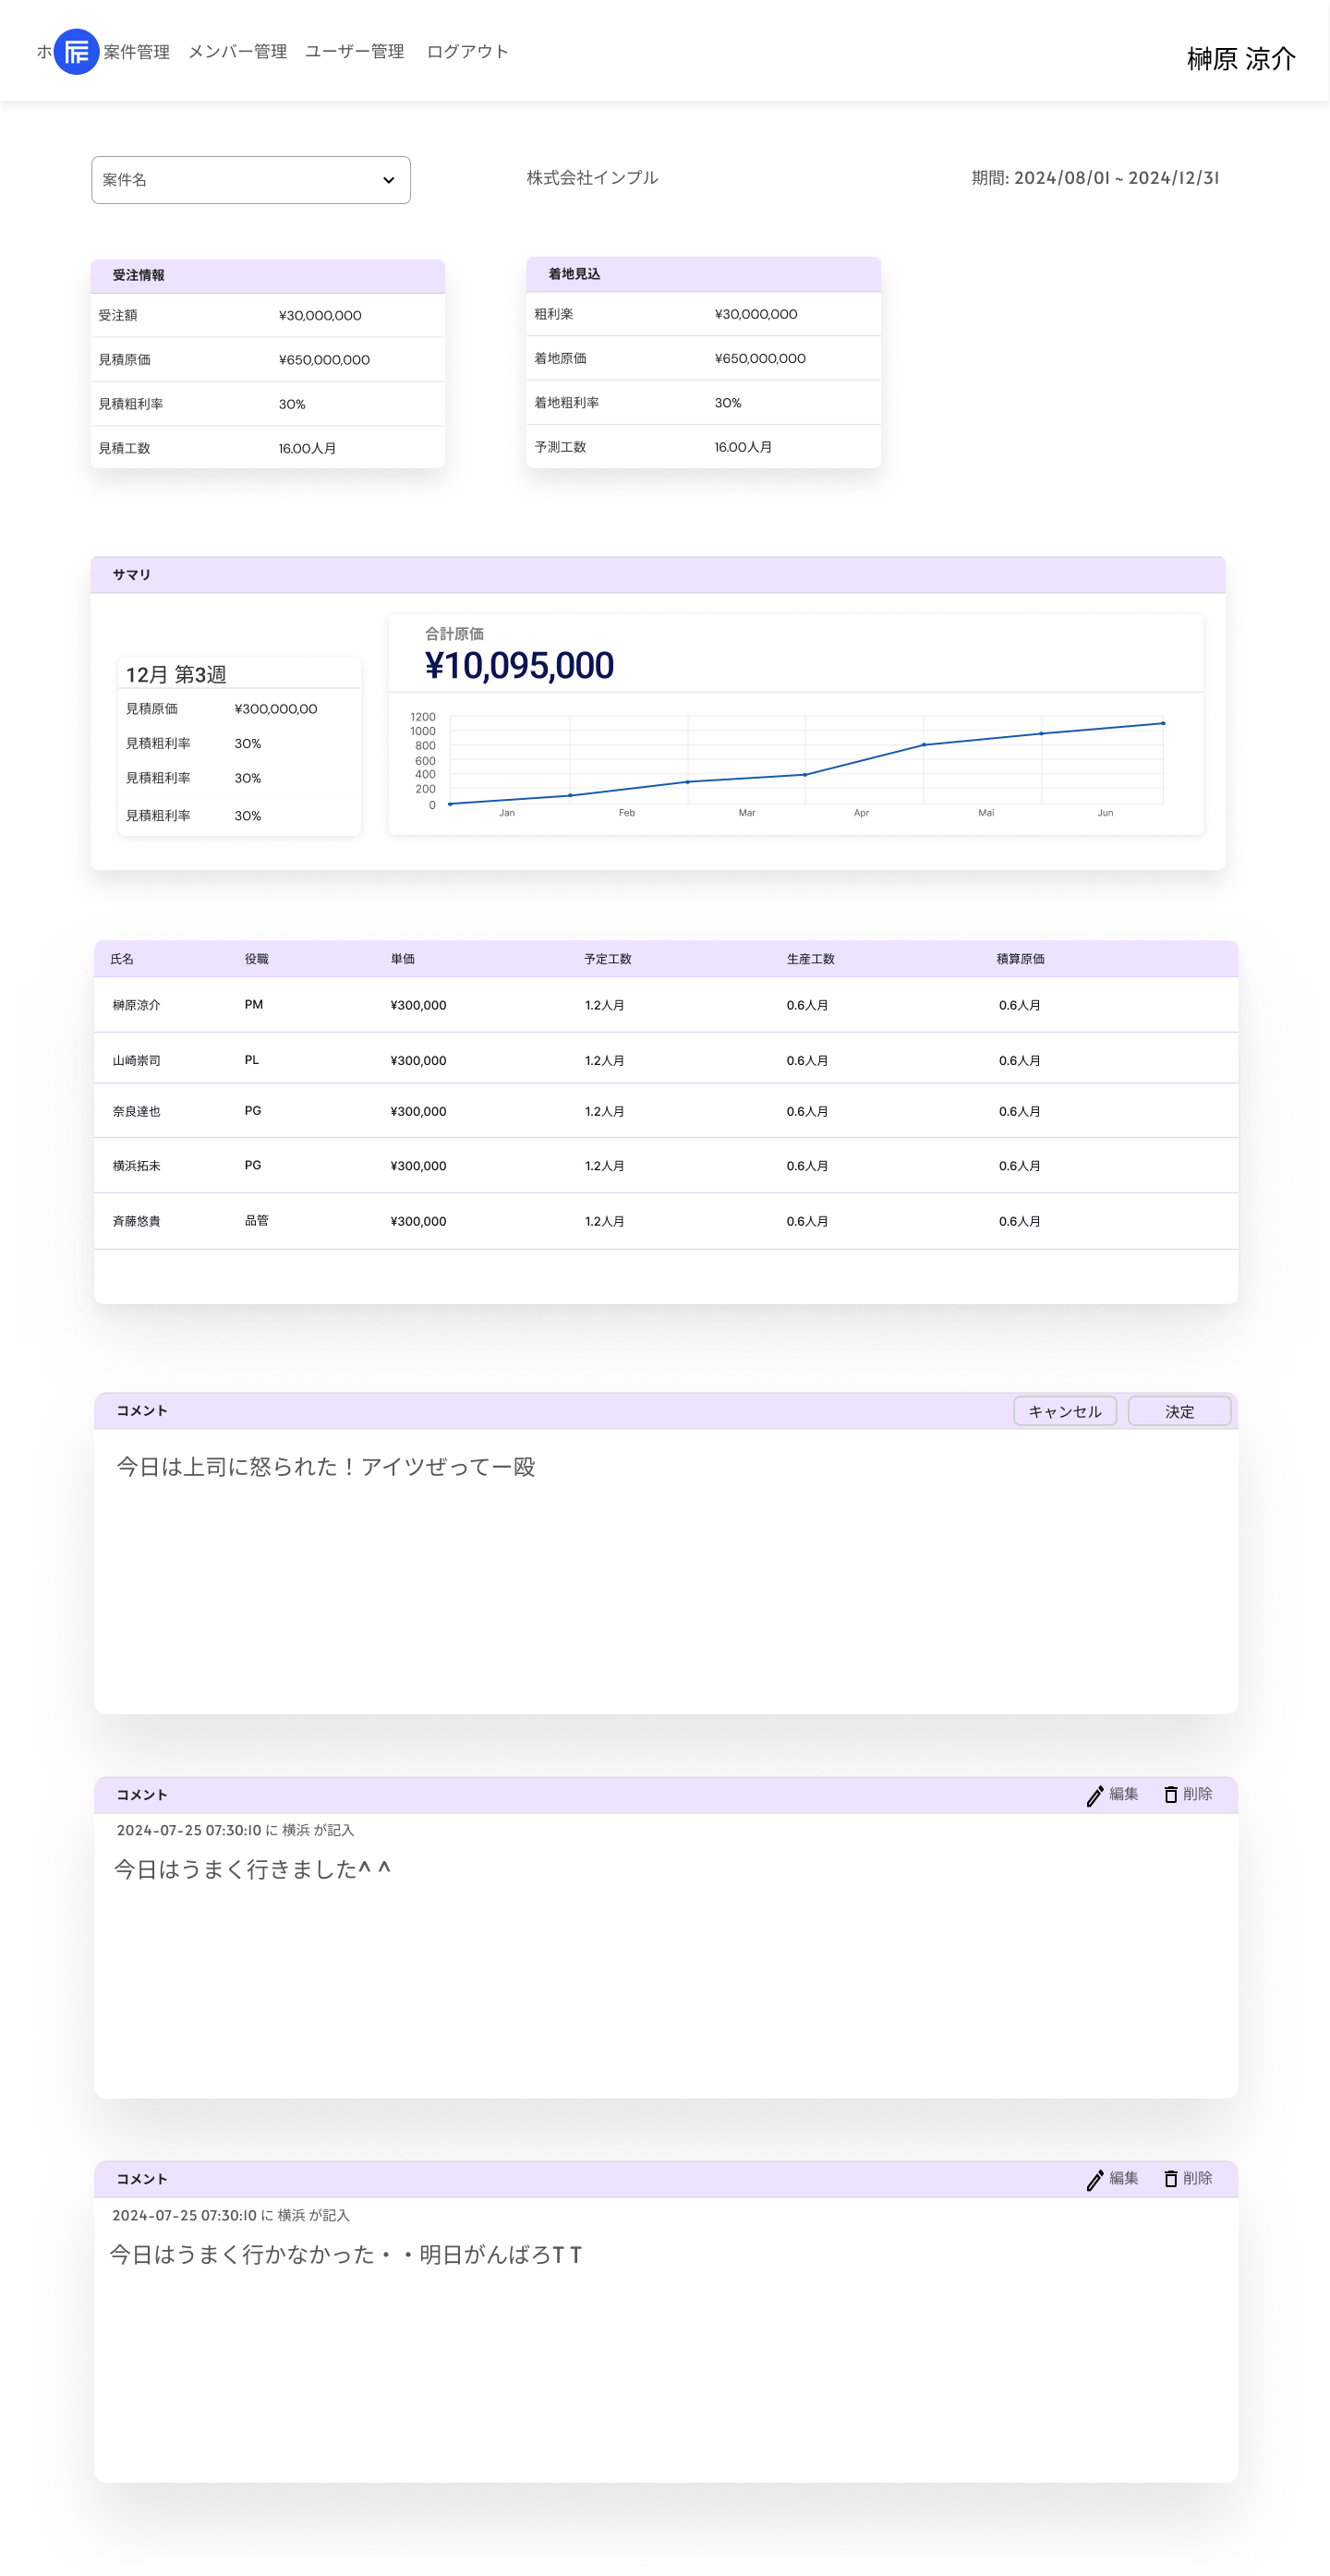 ホ 案件管理 メンバー管理 ユーザー管理 ログアウト
榊原 涼介
案件名
株式会社インプル
期間: 2024/08/01 ~ 2024/12/31
受注情報
受注額 ¥30,000,000
見積原価 ¥650,000,000
見積粗利率 30%
見積工数 16.00人月
着地見込
粗利楽 ¥30,000,000
着地原価 ¥650,000,000
着地粗利率 30%
予測工数 16.00人月
サマリ
12月 第3週
見積原価 ¥300,000,00
見積粗利率 30%
見積粗利率 30%
見積粗利率 30%
合計原価
¥10,095,000
1200
1000
800
600
400
200
0
Jan Feb Mar Apr Mai Jun
氏名 役職 単価 予定工数 生産工数 積算原価
榊原涼介 PM ¥300,000 1.2人月 0.6人月 0.6人月
山崎崇司 PL ¥300,000 1.2人月 0.6人月 0.6人月
奈良達也 PG ¥300,000 1.2人月 0.6人月 0.6人月
横浜拓未 PG ¥300,000 1.2人月 0.6人月 0.6人月
斉藤悠貴 品管 ¥300,000 1.2人月 0.6人月 0.6人月
コメント キャンセル 決定
今日は上司に怒られた！アイツぜってー殴
コメント 編集 削除
2024-07-25 07:30:10 に 横浜 が記入
今日はうまく行きました^ ^
コメント 編集 削除
2024-07-25 07:30:10 に 横浜 が記入
今日はうまく行かなかった・・明日がんばろT T